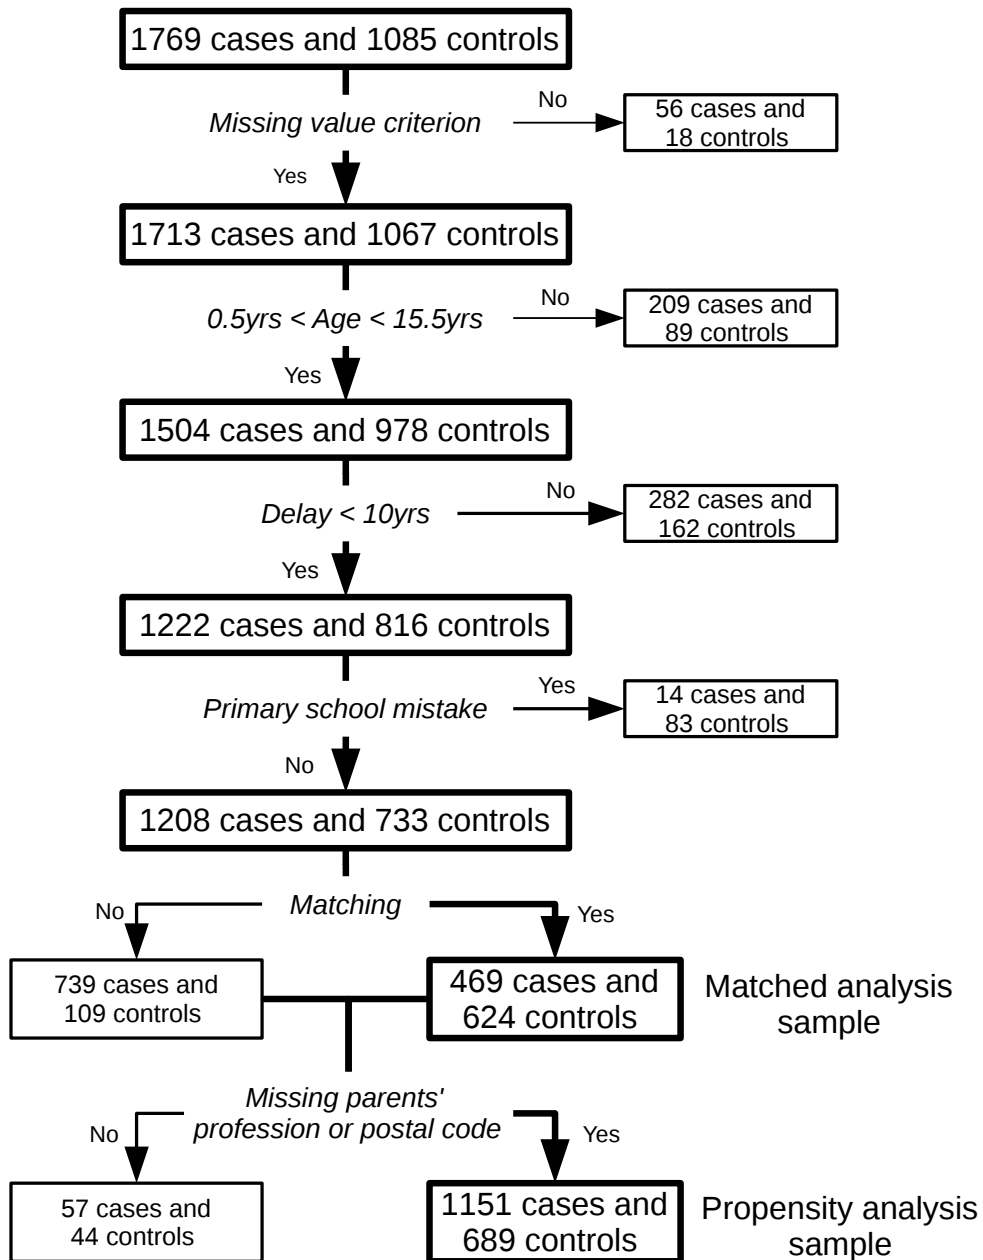 1769 cases and 1085 controls
No
56 cases and
18 controls
Missing value criterion
Yes
1713 cases and 1067 controls
No
209 cases and
89 controls
0.5yrs < Age < 15.5yrs
Yes
1504 cases and 978 controls
No
282 cases and
162 controls
Delay < 10yrs
Yes
1222 cases and 816 controls
Yes
14 cases and
83 controls
Primary school mistake
No
1208 cases and 733 controls
No
Matching
Yes
739 cases and
109 controls
469 cases and
624 controls
Matched analysis
sample
Missing parents'
profession or postal code
No
Yes
57 cases and
44 controls
1151 cases and
689 controls
Propensity analysis
sample